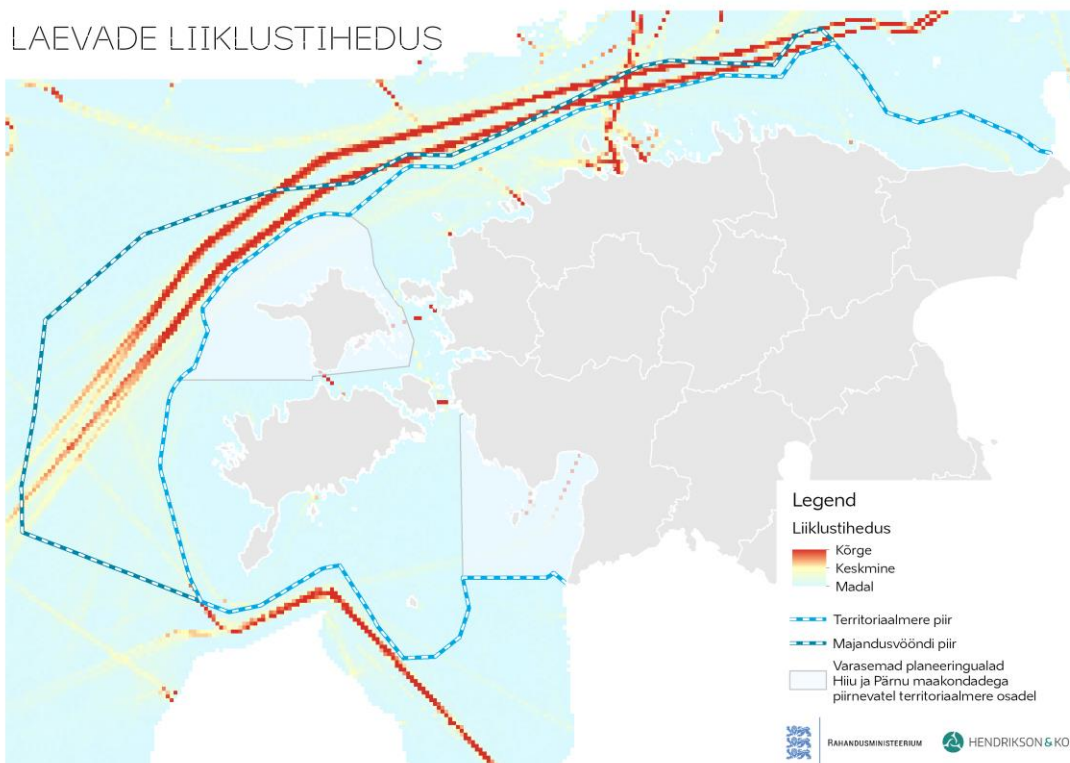 LAEVADE LIIKLUSTIHEDUS
Legend
Liiklustihedus
Kõrge
Keskmine
Madal
Territoriaalmere piir
Majandusvööndi piir
Varasemad planeeringualad
Hiiu ja Pärnu maakondadega
piirnevatel territoriaalmere osadel
RAHANDUSMINISTEERIUM
HENDRIKSON & KO